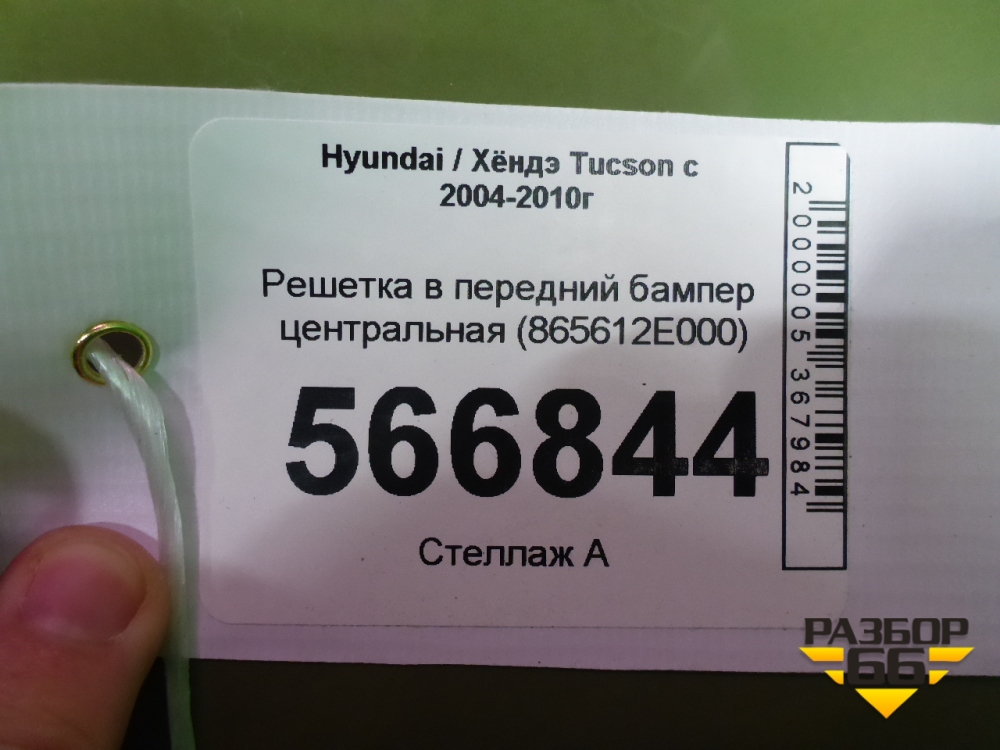 Hyundai / Хёндэ Tucson с
2004-2010г
Решетка в передний бампер
центральная (865612E000)
566844
Стеллаж А
2000005367984
РАЗБОР
66